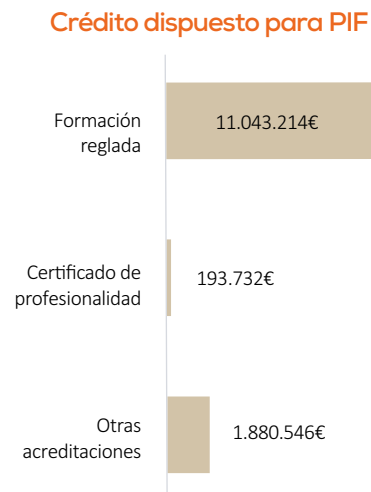 Crédito dispuesto para PIF
Formación
reglada
11.043.214€
Certificado de
profesionalidad
193.732€
Otras
acreditaciones
1.880.546€